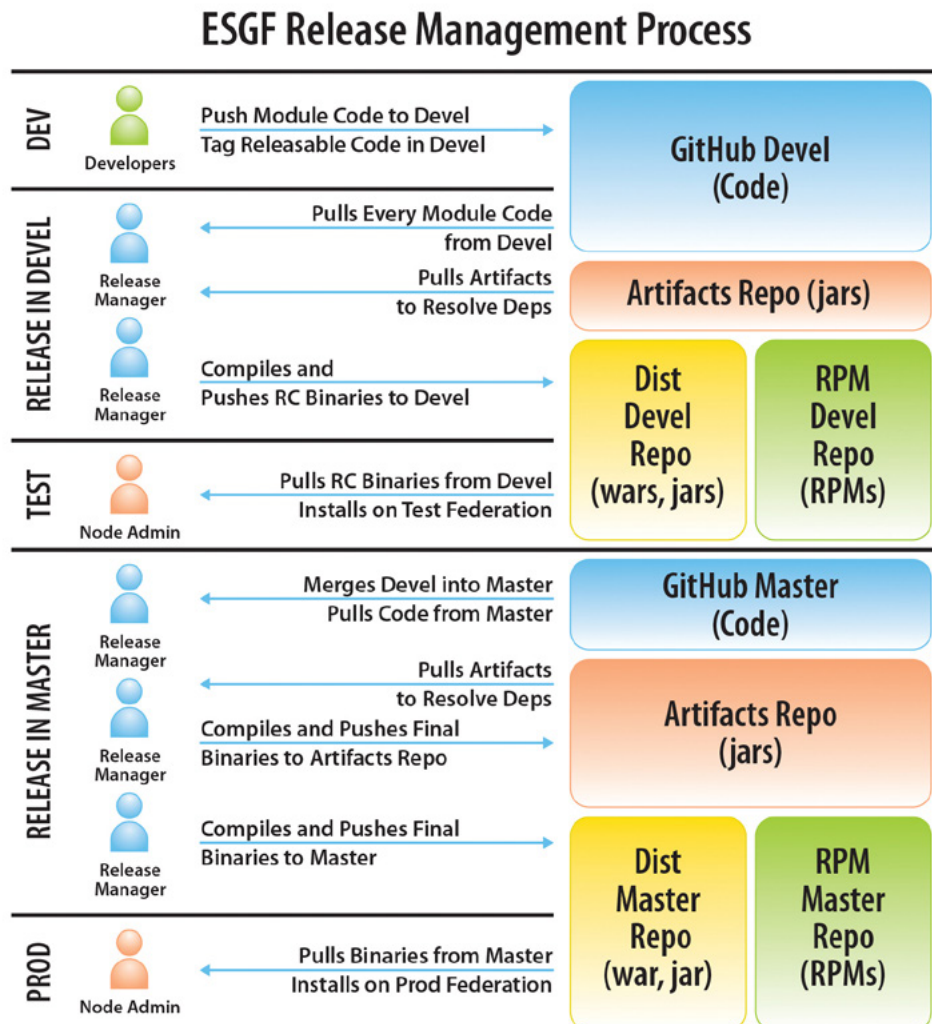 ESGF Release Management Process
DEV
Developers
Push Module Code to Devel
Tag Releasable Code in Devel
GitHub Devel
(Code)
RELEASE IN DEVEL
Release
Manager
Pulls Every Module Code
from Devel
Pulls Artifacts
to Resolve Deps
Artifacts Repo (jars)
Release
Manager
Compiles and
Pushes RC Binaries to Devel
Dist
Devel
Repo
(wars, jars)
RPM
Devel
Repo
(RPMs)
TEST
Node Admin
Pulls RC Binaries from Devel
Installs on Test Federation
RELEASE IN MASTER
Release
Manager
Merges Devel into Master
Pulls Code from Master
GitHub Master
(Code)
Release
Manager
Pulls Artifacts
to Resolve Deps
Compiles and Pushes Final
Binaries to Artifacts Repo
Artifacts Repo
(jars)
Release
Manager
Compiles and Pushes Final
Binaries to Master
Dist
Master
Repo
(war, jar)
RPM
Master
Repo
(RPMs)
PROD
Node Admin
Pulls Binaries from Master
Installs on Prod Federation